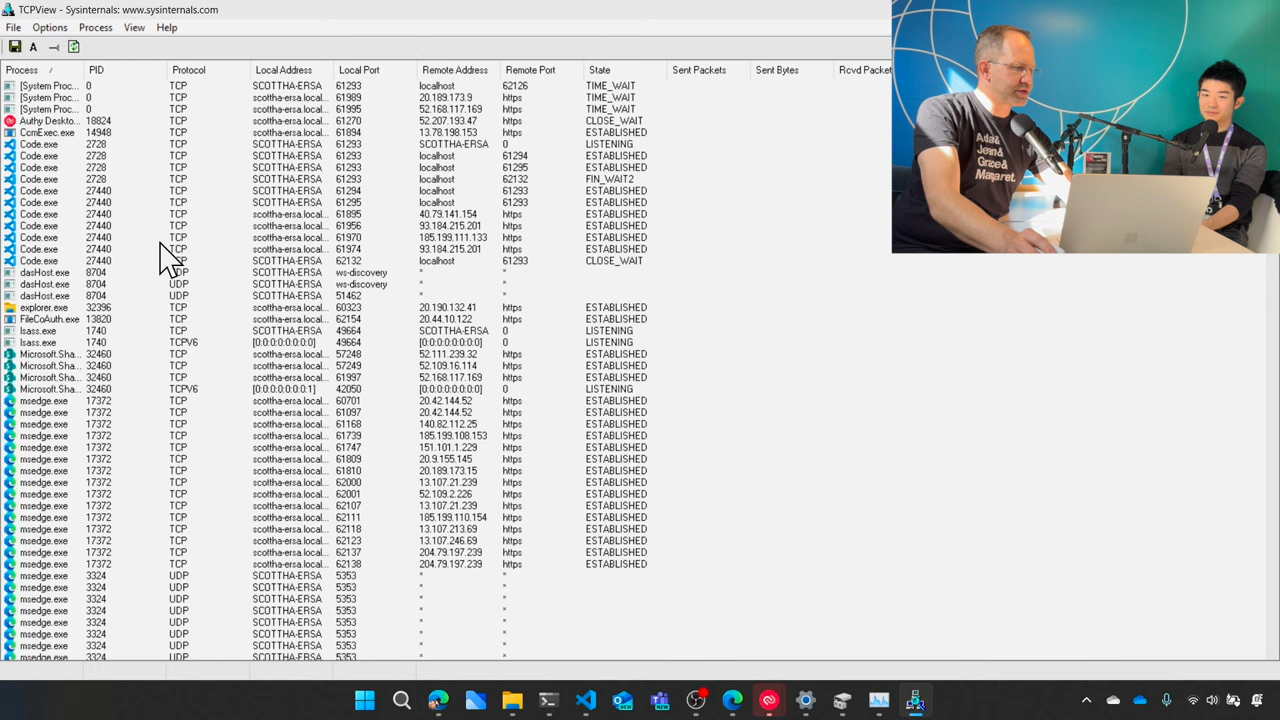 TCPView - Sysinternals: www.sysinternals.com
File Options Process View Help
A
Process / PID Protocol Local Address Local Port Remote Address Remote Port State Sent Packets Sent Bytes Rcvd Packet
[System Proc... 0 TCP SCOTTHA-ERSA 61293 localhost 62126 TIME_WAIT
[System Proc... 0 TCP scottha-ersa.local... 61989 20.189.173.9 https TIME_WAIT
[System Proc... 0 TCP scottha-ersa.local... 61995 52.168.117.169 https TIME_WAIT
Authy Deskto... 18824 TCP scottha-ersa.local... 61270 52.207.193.47 https CLOSE_WAIT
CcmExec.exe 14948 TCP scottha-ersa.local... 61894 13.78.198.153 https ESTABLISHED
Code.exe 2728 TCP SCOTTHA-ERSA 61293 SCOTTHA-ERSA 0 LISTENING
Code.exe 2728 TCP SCOTTHA-ERSA 61293 localhost 61294 ESTABLISHED
Code.exe 2728 TCP SCOTTHA-ERSA 61293 localhost 61295 ESTABLISHED
Code.exe 2728 TCP SCOTTHA-ERSA 61293 localhost 62132 FIN_WAIT2
Code.exe 27440 TCP SCOTTHA-ERSA 61294 localhost 61293 ESTABLISHED
Code.exe 27440 TCP SCOTTHA-ERSA 61295 localhost 61293 ESTABLISHED
Code.exe 27440 TCP scottha-ersa.local... 61895 40.79.141.154 https ESTABLISHED
Code.exe 27440 TCP scottha-ersa.local... 61956 93.184.215.201 https ESTABLISHED
Code.exe 27440 TCP scottha-ersa.local... 61970 185.199.111.133 https ESTABLISHED
Code.exe 27440 TCP scottha-ersa.local... 61974 93.184.215.201 https ESTABLISHED
Code.exe 27440 TCP SCOTTHA-ERSA 62132 localhost 61293 CLOSE_WAIT
dasHost.exe 8704 UDP SCOTTHA-ERSA ws-discovery * *
dasHost.exe 8704 UDP SCOTTHA-ERSA ws-discovery * *
dasHost.exe 8704 UDP SCOTTHA-ERSA 51462 * *
explorer.exe 32396 TCP scottha-ersa.local... 60323 20.190.132.41 https ESTABLISHED
FileCoAuth.exe 13820 TCP scottha-ersa.local... 62154 20.44.10.122 https ESTABLISHED
lsass.exe 1740 TCP SCOTTHA-ERSA 49664 SCOTTHA-ERSA 0 LISTENING
lsass.exe 1740 TCPV6 [0:0:0:0:0:0:0:0] 49664 [0:0:0:0:0:0:0:0] 0 LISTENING
Microsoft.Sha... 32460 TCP scottha-ersa.local... 57248 52.111.239.32 https ESTABLISHED
Microsoft.Sha... 32460 TCP scottha-ersa.local... 57249 52.109.16.114 https ESTABLISHED
Microsoft.Sha... 32460 TCP scottha-ersa.local... 61997 52.168.117.169 https ESTABLISHED
Microsoft.Sha... 32460 TCPV6 [0:0:0:0:0:0:0:1] 42050 [0:0:0:0:0:0:0:0] 0 LISTENING
msedge.exe 17372 TCP scottha-ersa.local... 60701 20.42.144.52 https ESTABLISHED
msedge.exe 17372 TCP scottha-ersa.local... 61097 20.42.144.52 https ESTABLISHED
msedge.exe 17372 TCP scottha-ersa.local... 61168 140.82.112.25 https ESTABLISHED
msedge.exe 17372 TCP scottha-ersa.local... 61739 185.199.108.153 https ESTABLISHED
msedge.exe 17372 TCP scottha-ersa.local... 61747 151.101.1.229 https ESTABLISHED
msedge.exe 17372 TCP scottha-ersa.local... 61809 20.9.155.145 https ESTABLISHED
msedge.exe 17372 TCP scottha-ersa.local... 61810 20.189.173.15 https ESTABLISHED
msedge.exe 17372 TCP scottha-ersa.local... 62000 13.107.21.239 https ESTABLISHED
msedge.exe 17372 TCP scottha-ersa.local... 62001 52.109.2.226 https ESTABLISHED
msedge.exe 17372 TCP scottha-ersa.local... 62107 13.107.21.239 https ESTABLISHED
msedge.exe 17372 TCP scottha-ersa.local... 62111 185.199.110.154 https ESTABLISHED
msedge.exe 17372 TCP scottha-ersa.local... 62118 13.107.213.69 https ESTABLISHED
msedge.exe 17372 TCP scottha-ersa.local... 62123 13.107.246.69 https ESTABLISHED
msedge.exe 17372 TCP scottha-ersa.local... 62137 204.79.197.239 https ESTABLISHED
msedge.exe 17372 TCP scottha-ersa.local... 62138 204.79.197.239 https ESTABLISHED
msedge.exe 3324 UDP SCOTTHA-ERSA 5353 * *
msedge.exe 3324 UDP SCOTTHA-ERSA 5353 * *
msedge.exe 3324 UDP SCOTTHA-ERSA 5353 * *
msedge.exe 3324 UDP SCOTTHA-ERSA 5353 * *
msedge.exe 3324 UDP SCOTTHA-ERSA 5353 * *
msedge.exe 3324 UDP SCOTTHA-ERSA 5353 * *
msedge.exe 3324 UDP SCOTTHA-ERSA 5353 * *
msedge.exe 3324 UDP SCOTTHA-ERSA 5353 * *
Ada&
Jean&
Grace&
Margaret.